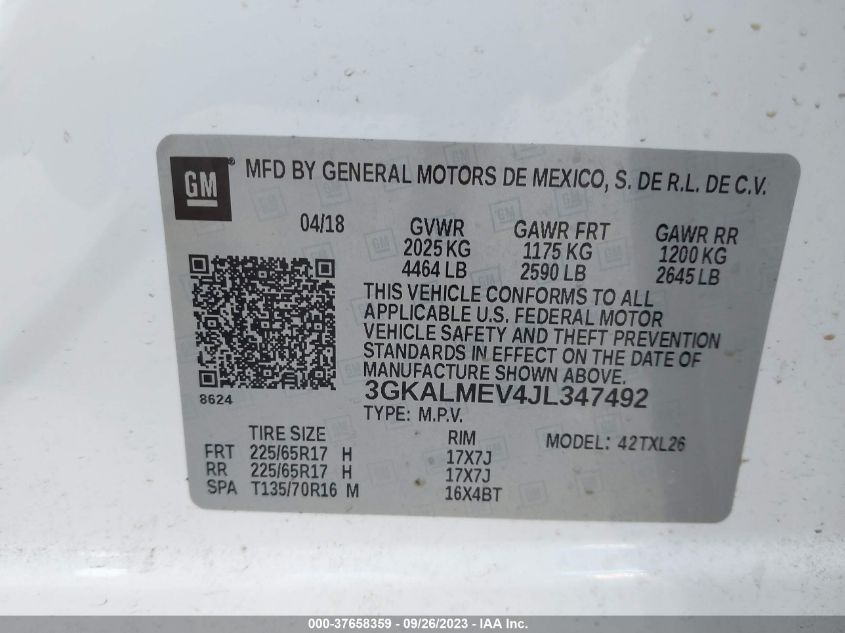 GM
MFD BY GENERAL MOTORS DE MEXICO, S. DE R.L. DE C.V.
04/18 GVWR GAWR FRT GAWR RR
2025 KG 1175 KG 1200 KG
4464 LB 2590 LB 2645 LB
THIS VEHICLE CONFORMS TO ALL
APPLICABLE U.S. FEDERAL MOTOR
VEHICLE SAFETY AND THEFT PREVENTION
STANDARDS IN EFFECT ON THE DATE OF
MANUFACTURE SHOWN ABOVE.
8624
3GKALMEV4JL347492
TYPE: M.P.V.
TIRE SIZE RIM MODEL: 42TXL26
FRT 225/65R17 H 17X7J
RR 225/65R17 H 17X7J
SPA T135/70R16 M 16X4BT
000-37658359 - 09/26/2023 - IAA Inc.